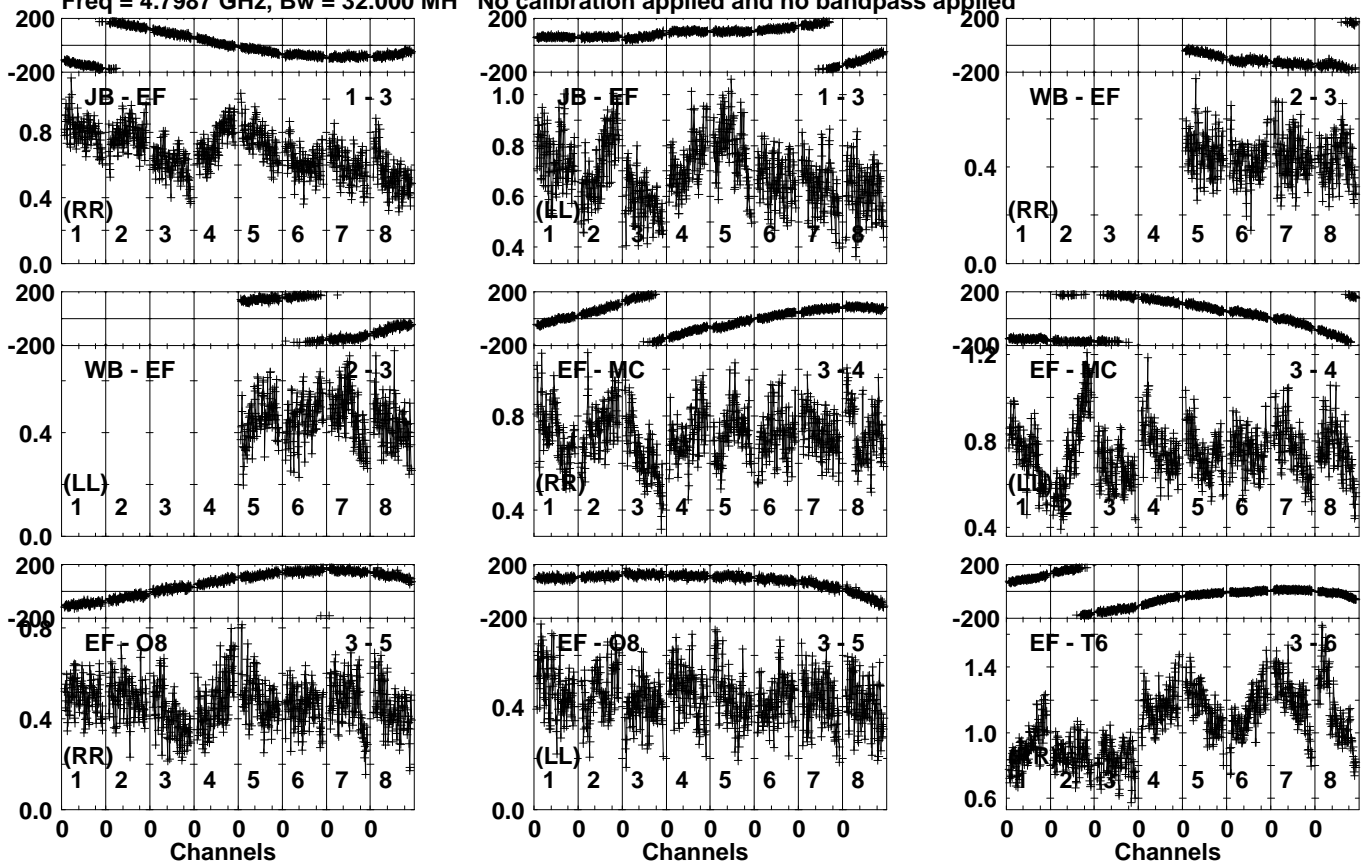 Freq = 4.7987 GHz, Bw = 32.000 MH No calibration applied and no bandpass applied
200
-200
JB - EF 1 - 3
0.8
0.4
0.0
(RR)
1 2 3 4 5 6 7 8
200
-200
JB - EF 1 - 3
1.0
0.8
0.6
0.4
(LL)
1 2 3 4 5 6 7 8
200
-200
WB - EF 2 - 3
0.4
0.0
(RR)
1 2 3 4 5 6 7 8
200
-200
WB - EF 2 - 3
0.4
0.0
(LL)
1 2 3 4 5 6 7 8
200
-200
EF - MC 3 - 4
0.8
0.4
(RR)
1 2 3 4 5 6 7 8
200
-200
1.2
EF - MC 3 - 4
0.8
0.4
(LL)
1 2 3 4 5 6 7 8
200
-200
0.8
EF - O8 3 - 5
0.4
0.0
(RR)
1 2 3 4 5 6 7 8
0 0 0 0 0 0 0 0
Channels
200
-200
EF - O8 3 - 5
0.4
0.0
(LL)
1 2 3 4 5 6 7 8
0 0 0 0 0 0 0 0
Channels
200
-200
EF - T6 3 - 6
1.4
1.0
0.6
(RR)
1 2 3 4 5 6 7 8
0 0 0 0 0 0 0 0
Channels